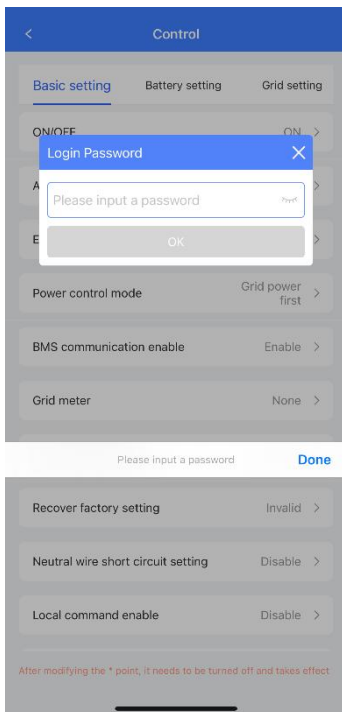 Control
Basic setting
Battery setting
Grid setting
ON/OFF
ON
Login Password
A
Please input a password
E
OK
Power control mode
Grid power
first
BMS communication enable
Enable
Grid meter
None
Please input a password
Done
Recover factory setting
Invalid
Neutral wire short circuit setting
Disable
Local command enable
Disable
After modifying the * point, it needs to be turned off and takes effect